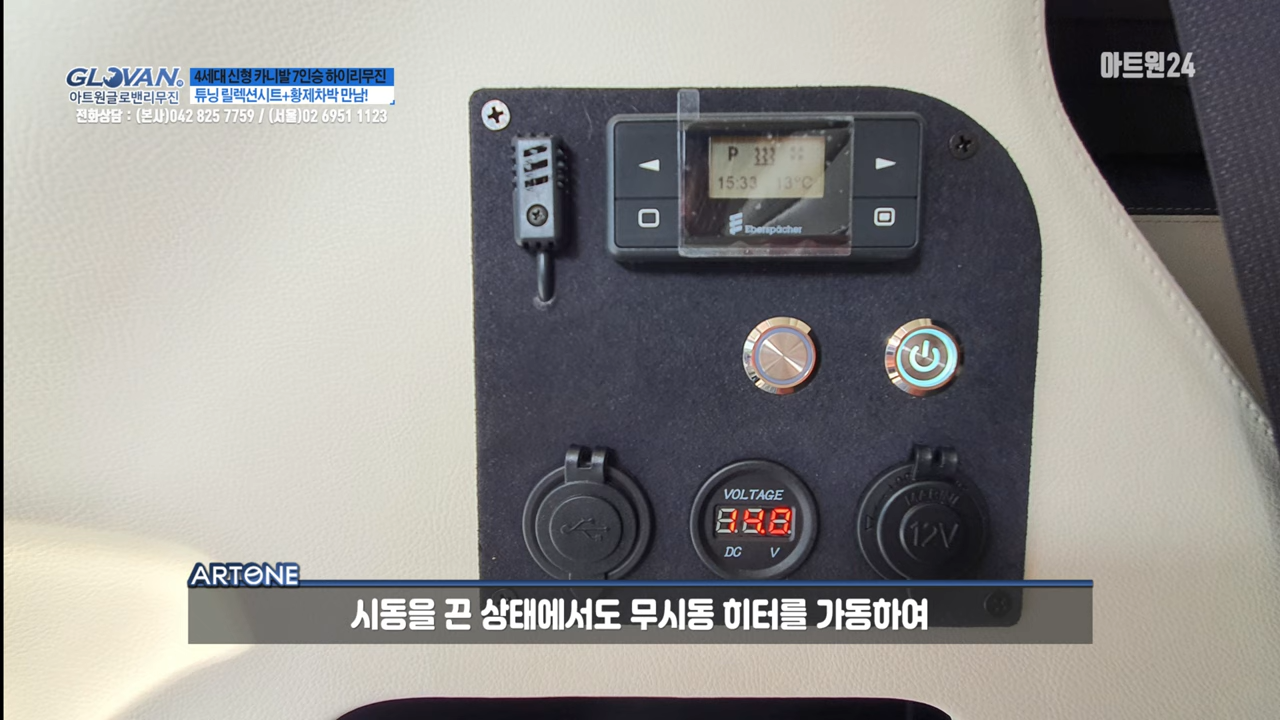 GLOVAN®
아트원글로밴리무진
4세대 신형 카니발 7인승 하이리무진
튜닝 릴렉션시트+황제차박 만남!
전화상담 : (본사)042 825 7759 / (서울)02 6951 1123
아트원24
P
15:33 13°C
Eberspächer
VOLTAGE
14.0
DC V
MARINE
12V
ARTONE
시동을 끈 상태에서도 무시동 히터를 가동하여